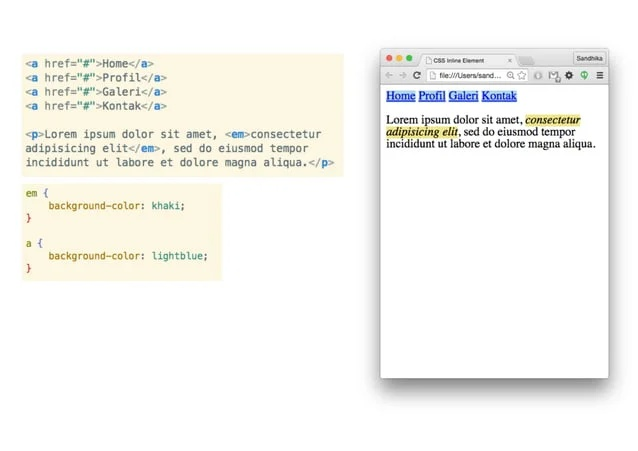 <a href="#">Home</a>
<a href="#">Profil</a>
<a href="#">Galeri</a>
<a href="#">Kontak</a>
<p>Lorem ipsum dolor sit amet, <em>consectetur
adipisicing elit</em>, sed do eiusmod tempor
incididunt ut labore et dolore magna aliqua.</p>
em {
    background-color: khaki;
}
a {
    background-color: lightblue;
}
CSS Inline Element
Sandhika
file:///Users/sand
Home Profil Galeri Kontak
Lorem ipsum dolor sit amet, consectetur
adipisicing elit, sed do eiusmod tempor
incididunt ut labore et dolore magna aliqua.